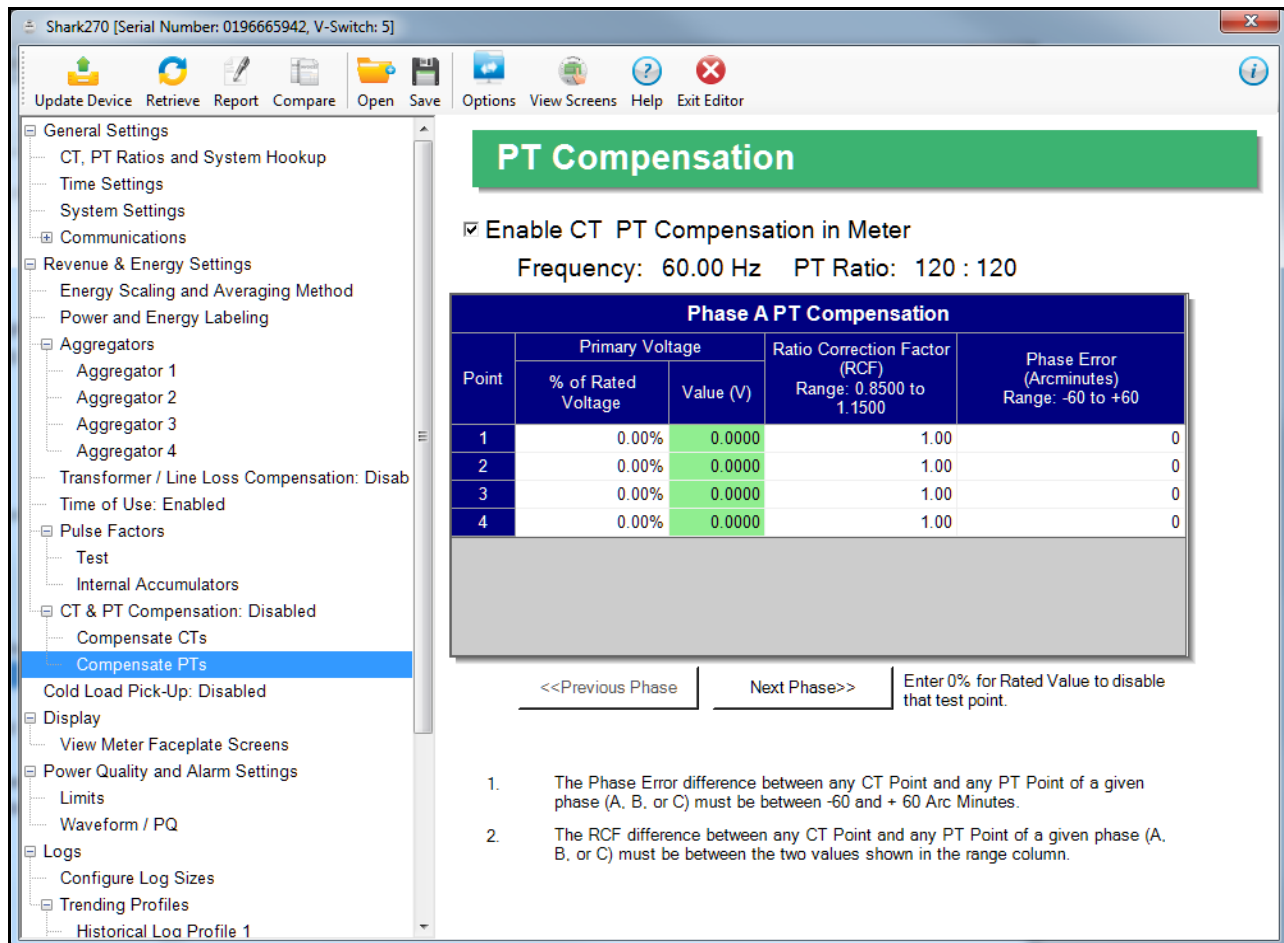 Shark270 [Serial Number: 0196665942, V-Switch: 5]
Update Device Retrieve Report Compare Open Save Options View Screens Help Exit Editor
General Settings
CT, PT Ratios and System Hookup
Time Settings
System Settings
Communications
Revenue & Energy Settings
Energy Scaling and Averaging Method
Power and Energy Labeling
Aggregators
Aggregator 1
Aggregator 2
Aggregator 3
Aggregator 4
Transformer / Line Loss Compensation: Disab
Time of Use: Enabled
Pulse Factors
Test
Internal Accumulators
CT & PT Compensation: Disabled
Compensate CTs
Compensate PTs
Cold Load Pick-Up: Disabled
Display
View Meter Faceplate Screens
Power Quality and Alarm Settings
Limits
Waveform / PQ
Logs
Configure Log Sizes
Trending Profiles
Historical Log Profile 1
PT Compensation
Enable CT PT Compensation in Meter
Frequency: 60.00 Hz PT Ratio: 120 : 120
Phase A PT Compensation
Point
Primary Voltage
% of Rated
Voltage
Value (V)
Ratio Correction Factor
(RCF)
Range: 0.8500 to
1.1500
Phase Error
(Arcminutes)
Range: -60 to +60
1 0.00% 0.0000 1.00 0
2 0.00% 0.0000 1.00 0
3 0.00% 0.0000 1.00 0
4 0.00% 0.0000 1.00 0
<<Previous Phase
Next Phase>>
Enter 0% for Rated Value to disable
that test point.
1. The Phase Error difference between any CT Point and any PT Point of a given
phase (A, B, or C) must be between -60 and + 60 Arc Minutes.
2. The RCF difference between any CT Point and any PT Point of a given phase (A,
B, or C) must be between the two values shown in the range column.